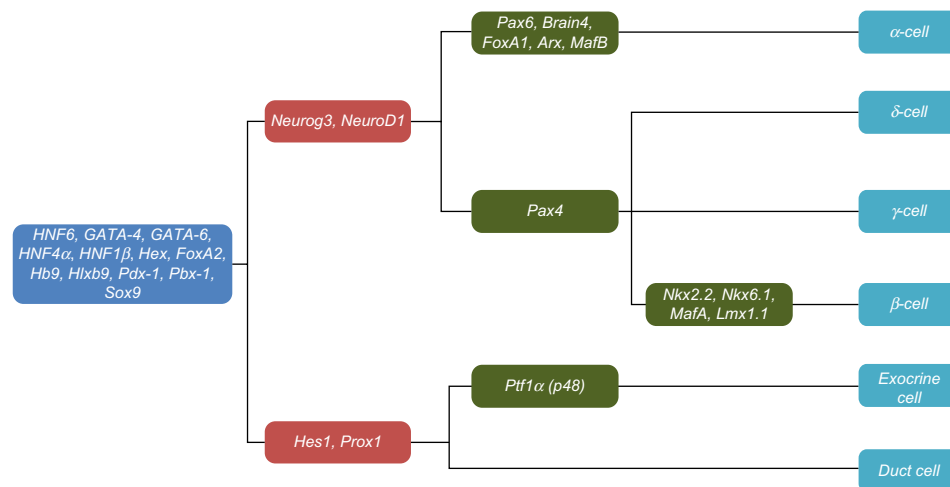 Pax6, Brain4,
FoxA1, Arx, MafB
α-cell
δ-cell
Neurog3, NeuroD1
Pax4
γ-cell
HNF6, GATA-4, GATA-6,
HNF4α, HNF1β, Hex, FoxA2,
Hb9, Hlxb9, Pdx-1, Pbx-1,
Sox9
Nkx2.2, Nkx6.1,
MafA, Lmx1.1
β-cell
Ptf1α (p48)
Exocrine
cell
Hes1, Prox1
Duct cell